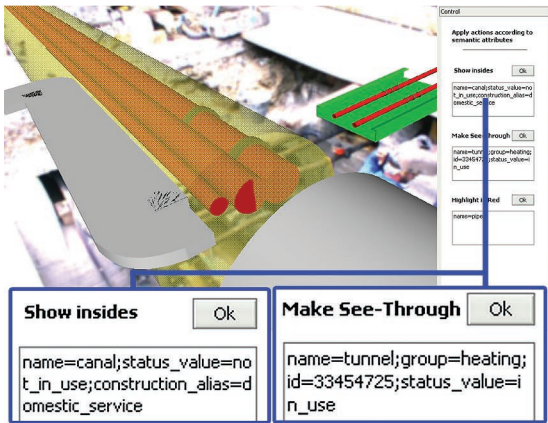 Control
Apply actions according to
semantic attributes
Show insides Ok
name=canal;status_value=no
t_in_use;construction_alias=d
omestic_service
Make See-Through Ok
name=tunnel;group=heating;
id=33454725;status_value=i
n_use
Highlight in Red Ok
name=pipe
Show insides Ok
name=canal;status_value=no
t_in_use;construction_alias=d
omestic_service
Make See-Through Ok
name=tunnel;group=heating;
id=33454725;status_value=i
n_use